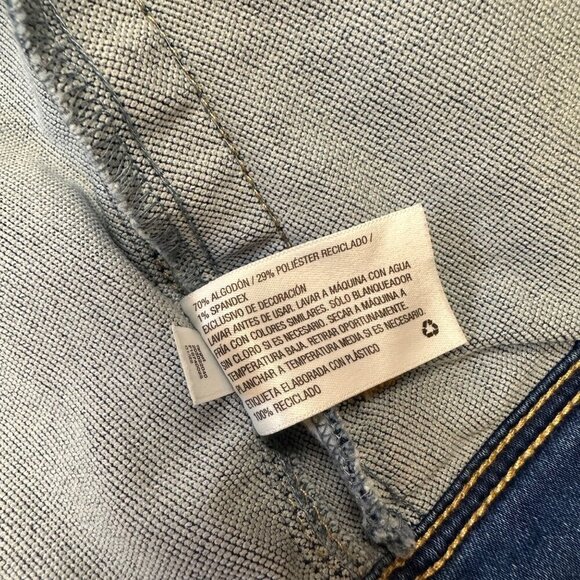 70% ALGODÓN / 29% POLIÉSTER RECICLADO /
1% SPANDEX
EXCLUSIVO DE DECORACIÓN
LAVAR ANTES DE USAR. LAVAR A MÁQUINA CON AGUA
FRÍA CON COLORES SIMILARES. SÓLO BLANQUEADOR
SIN CLORO SI ES NECESARIO. SECAR A MÁQUINA A
TEMPERATURA BAJA. RETIRAR OPORTUNAMENTE.
PLANCHAR A TEMPERATURA MEDIA SI ES NECESARIO.
ETIQUETA ELABORADA CON PLÁSTICO
100% RECICLADO